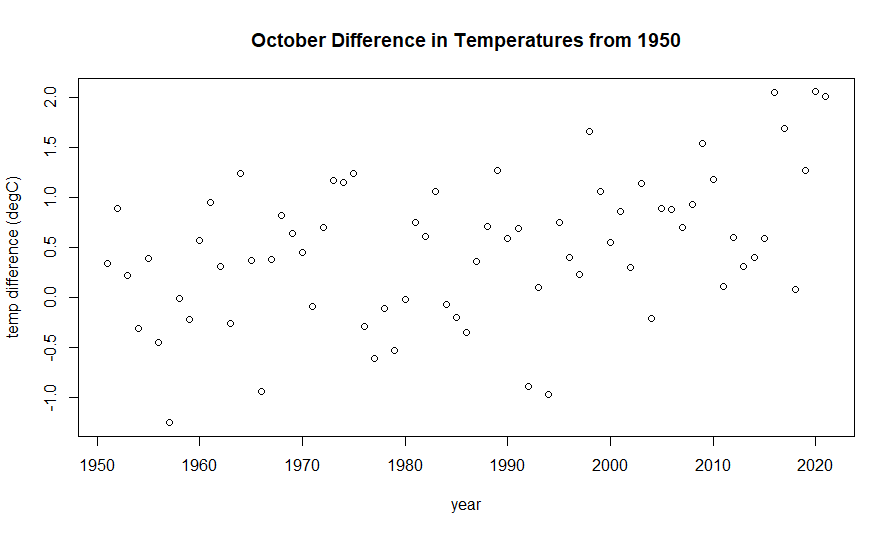 October Difference in Temperatures from 1950
temp difference (degC)
2.0
1.5
1.0
0.5
0.0
-0.5
-1.0
1950 1960 1970 1980 1990 2000 2010 2020
year